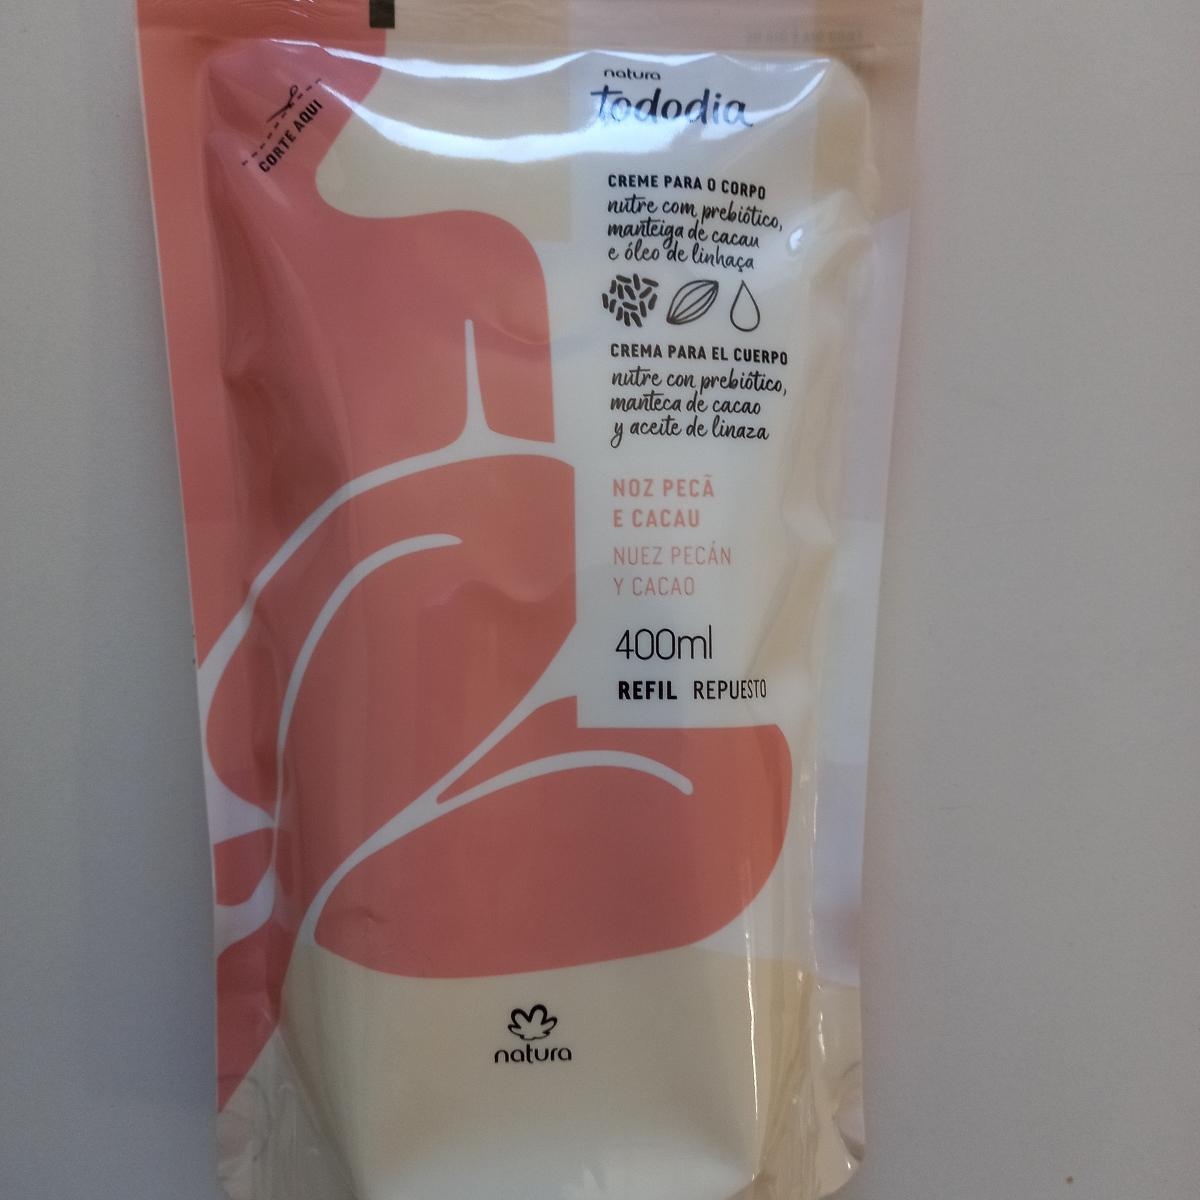 CORTE AQUI
natura
tododia
CREME PARA O CORPO
nutre com prebiótico,
manteiga de cacau
e óleo de linhaça
CREMA PARA EL CUERPO
nutre con prebiótico,
manteca de cacao
y aceite de linaza
NOZ PECÃ
E CACAU
NUEZ PECÁN
Y CACAO
400ml
REFIL REPUESTO
natura